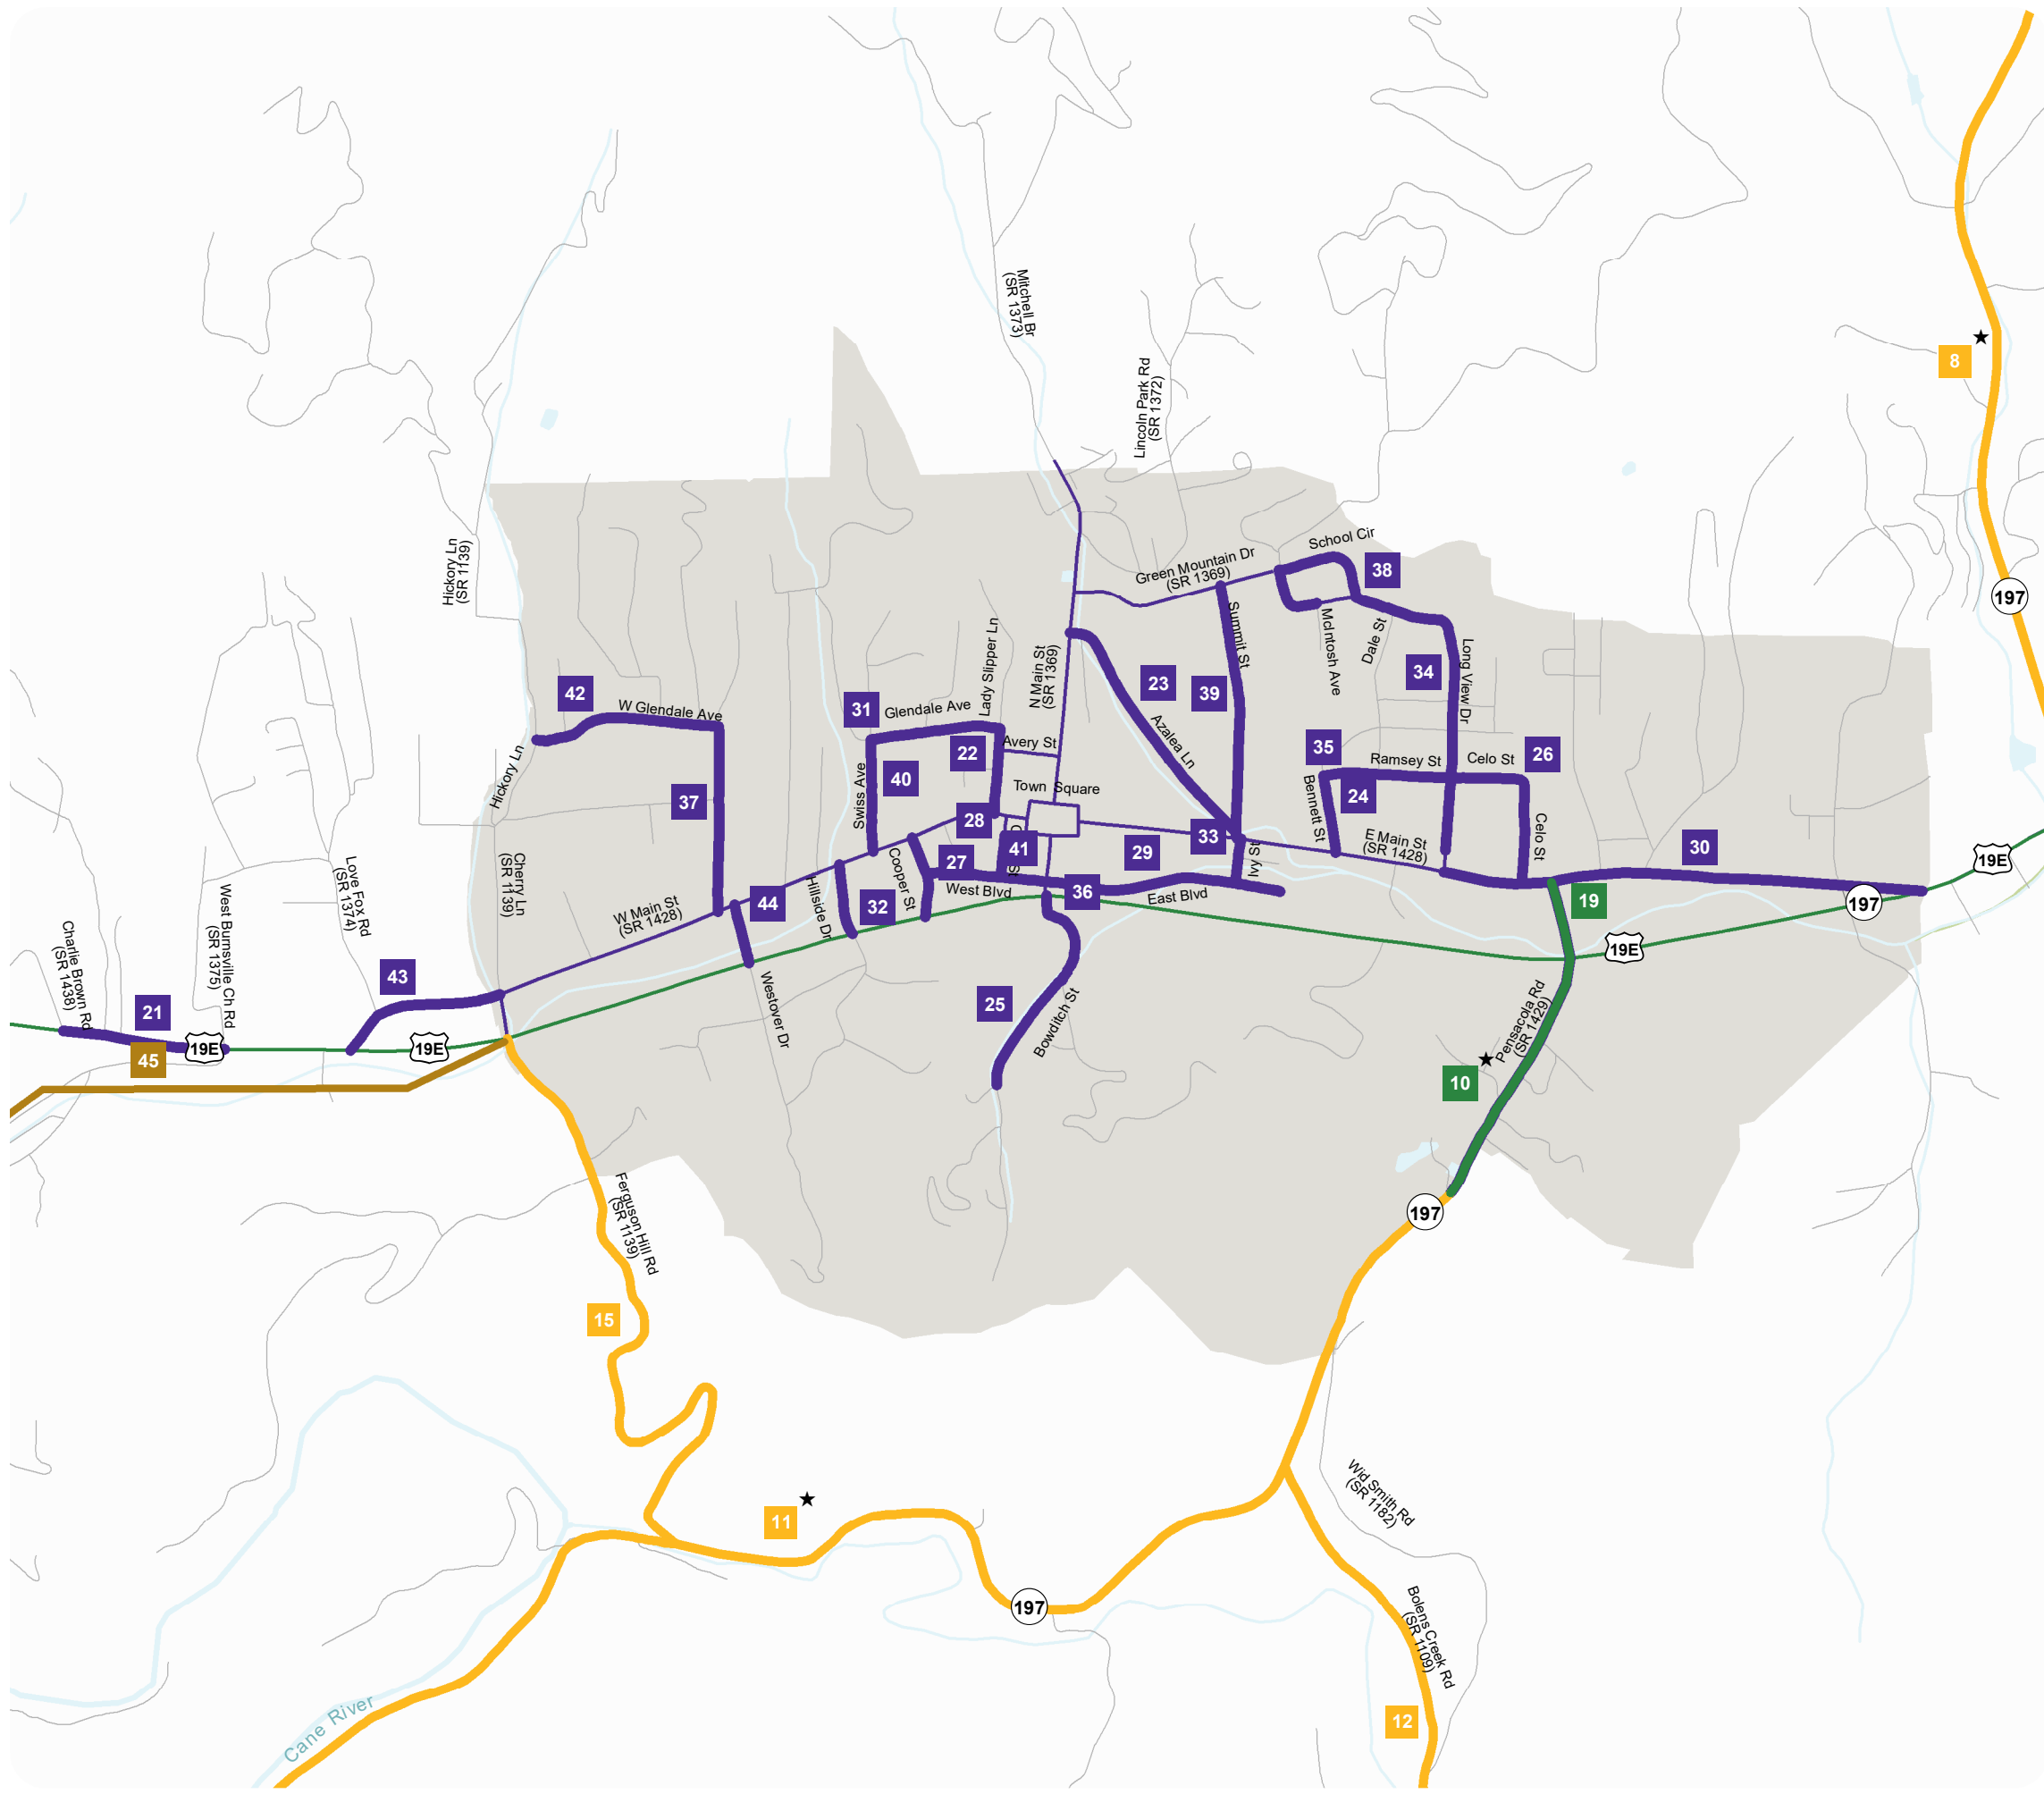 Mitchell Br
(SR 1373)
Lincoln Park Rd
(SR 1372)
8
197
Hickory Ln
(SR 1139)
School Cir
Green Mountain Dr
(SR 1369)
38
Summit St
McIntosh Ave
Dale St
Long View Dr
34
42
W Glendale Ave
31
Glendale Ave
Lady Slipper Ln
N Main St
(SR 1369)
23
39
Azalea Ln
22
Avery St
35
Ramsey St
Celo St
26
Hickory Ln
37
Swiss Ave
40
Town Square
24
Bennett St
28
41
St
33
29
E Main St
(SR 1428)
Celo St
30
19E
Ivy St
27
Cooper St
West Blvd
36
East Blvd
Cherry Ln
(SR 1139)
Love Fox Rd
(SR 1374)
West Burnsville Ch Rd
(SR 1375)
Charlie Brown Rd
(SR 1438)
W Main St
(SR 1428)
44
Hillside Dr
32
19
197
19E
43
21
19E
19E
45
Westover Dr
25
Bowditch St
Pensacola Rd
(SR 1429)
10
197
Ferguson Hill Rd
(SR 1139)
15
11
Wid Smith Rd
(SR 1182)
197
Bolens Creek Rd
(SR 1109)
12
Cane River